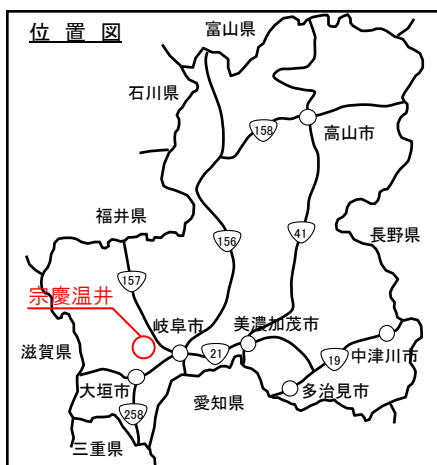 位置図
富山県
石川県
158
高山市
福井県
156
41
長野県
157
宗慶温井
岐阜市
美濃加茂市
滋賀県
21
19
中津川市
大垣市
多治見市
258
愛知県
三重県